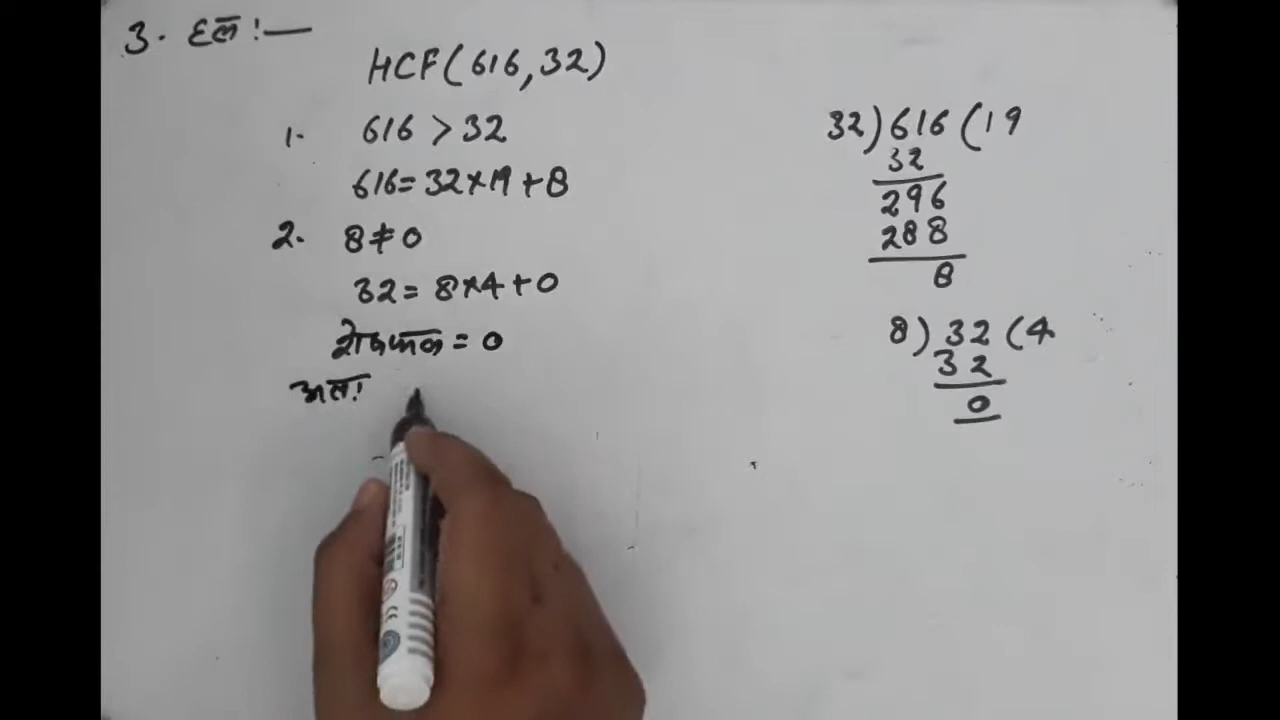 3. हल :—
HCF(616,32)
1. 616 > 32
616 = 32×19 + 8
2. 8 ≠ 0
32 = 8×4 + 0
शेषफल = 0
अतः
32)616(19
32
296
288
8
8)32(4
32
0